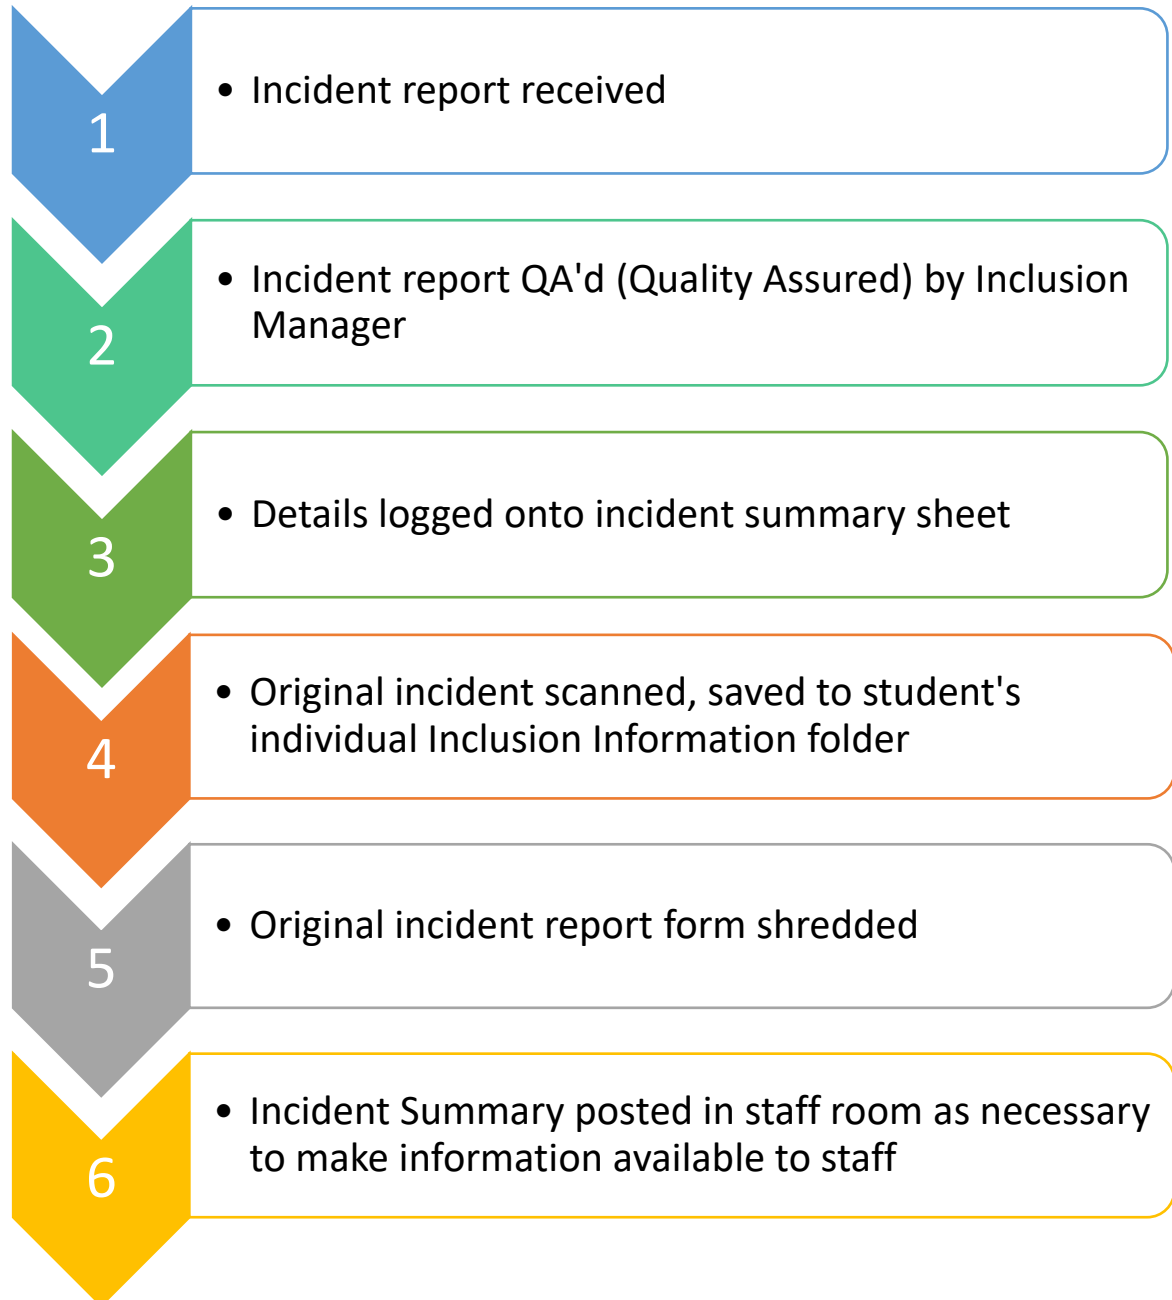 1
• Incident report received
2
• Incident report QA'd (Quality Assured) by Inclusion
Manager
3
• Details logged onto incident summary sheet
4
• Original incident scanned, saved to student's
individual Inclusion Information folder
5
• Original incident report form shredded
6
• Incident Summary posted in staff room as necessary
to make information available to staff